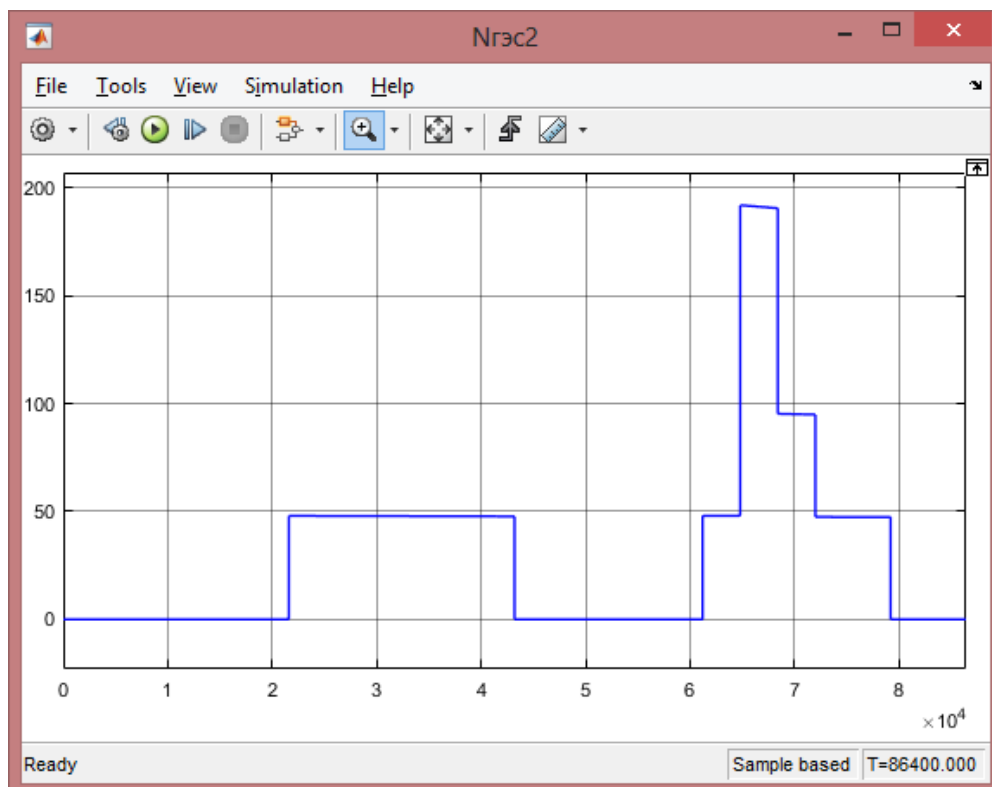 Nгэс2
File Tools View Simulation Help
200
150
100
50
0
0 1 2 3 4 5 6 7 8
×10⁴
Ready Sample based T=86400.000